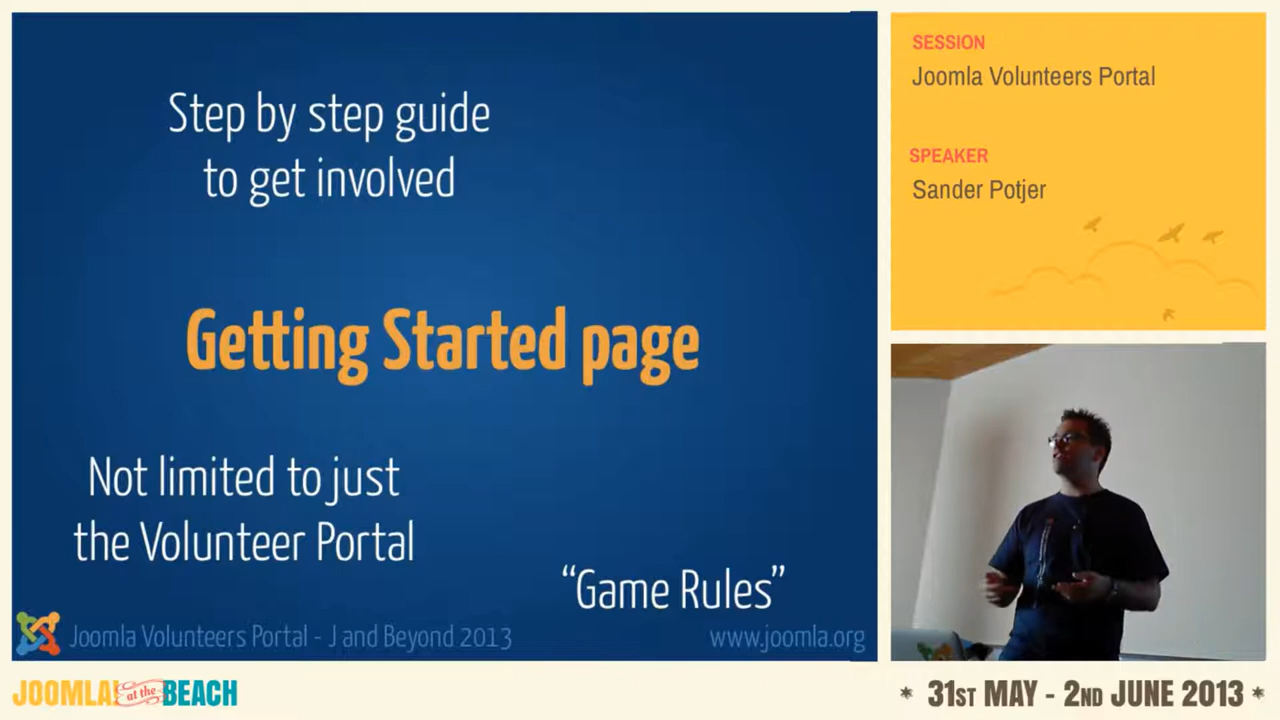 Step by step guide
to get involved
Getting Started page
Not limited to just
the Volunteer Portal
“Game Rules”
Joomla Volunteers Portal - J and Beyond 2013
www.joomla.org
SESSION
Joomla Volunteers Portal
SPEAKER
Sander Potjer
JOOMLA! at the BEACH
* 31ST MAY - 2ND JUNE 2013 *